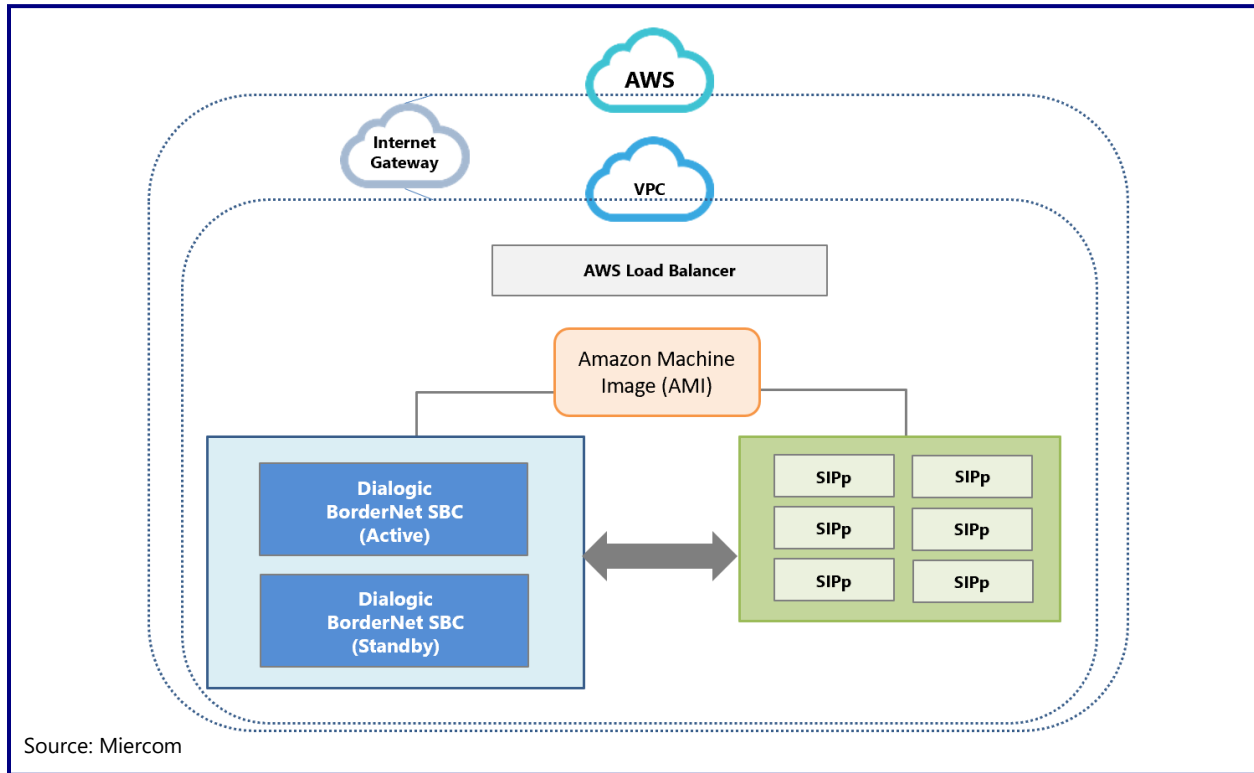 AWS
Internet
Gateway
VPC
AWS Load Balancer
Amazon Machine
Image (AMI)
Dialogic
BorderNet SBC
(Active)
Dialogic
BorderNet SBC
(Standby)
SIPp
SIPp
SIPp
SIPp
SIPp
SIPp
Source: Miercom